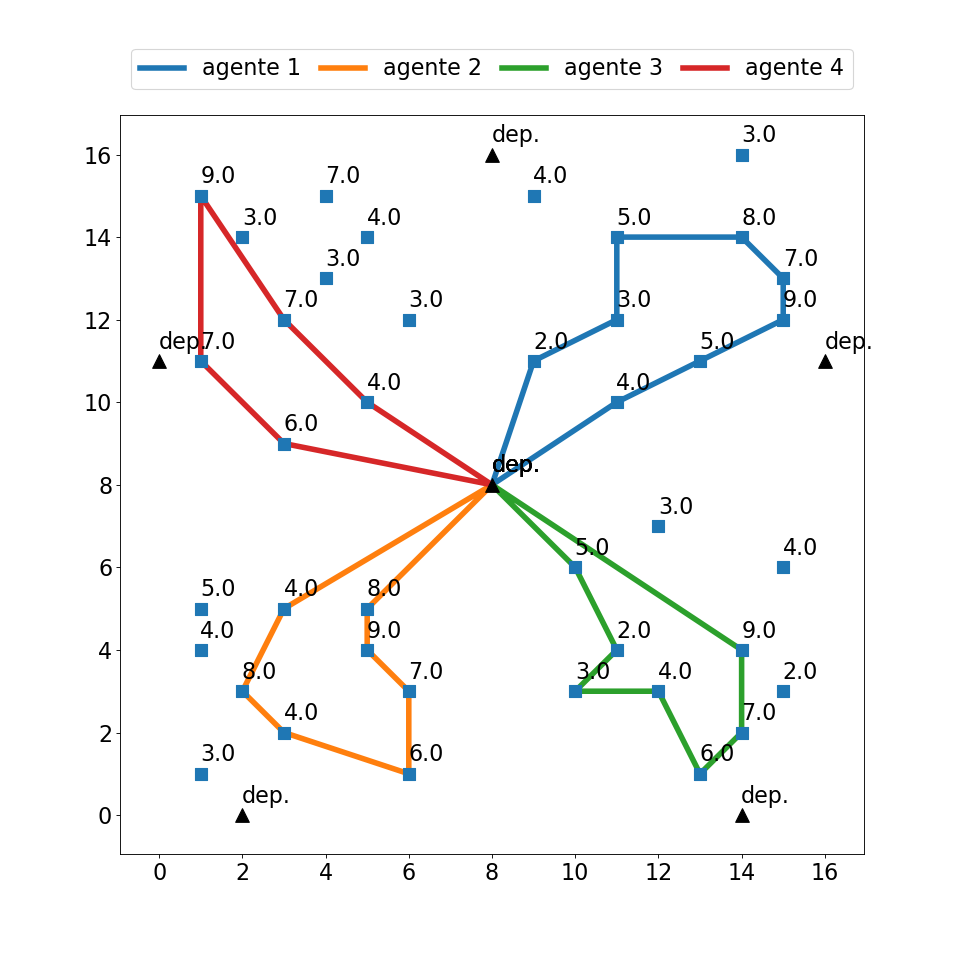 agente 1 agente 2 agente 3 agente 4
dep. 3.0
16
9.0 7.0 4.0
3.0 4.0 5.0 8.0
14
3.0 7.0
7.0 3.0 3.0 9.0
12
dep. 7.0 2.0 5.0 dep.
4.0 4.0
10
6.0
dep.
8
3.0
5.0 4.0
6
5.0 4.0 8.0
4.0 9.0 2.0 9.0
4
8.0 7.0 3.0 4.0 2.0
4.0 7.0
2
3.0 6.0 6.0
dep. dep.
0
0 2 4 6 8 10 12 14 16